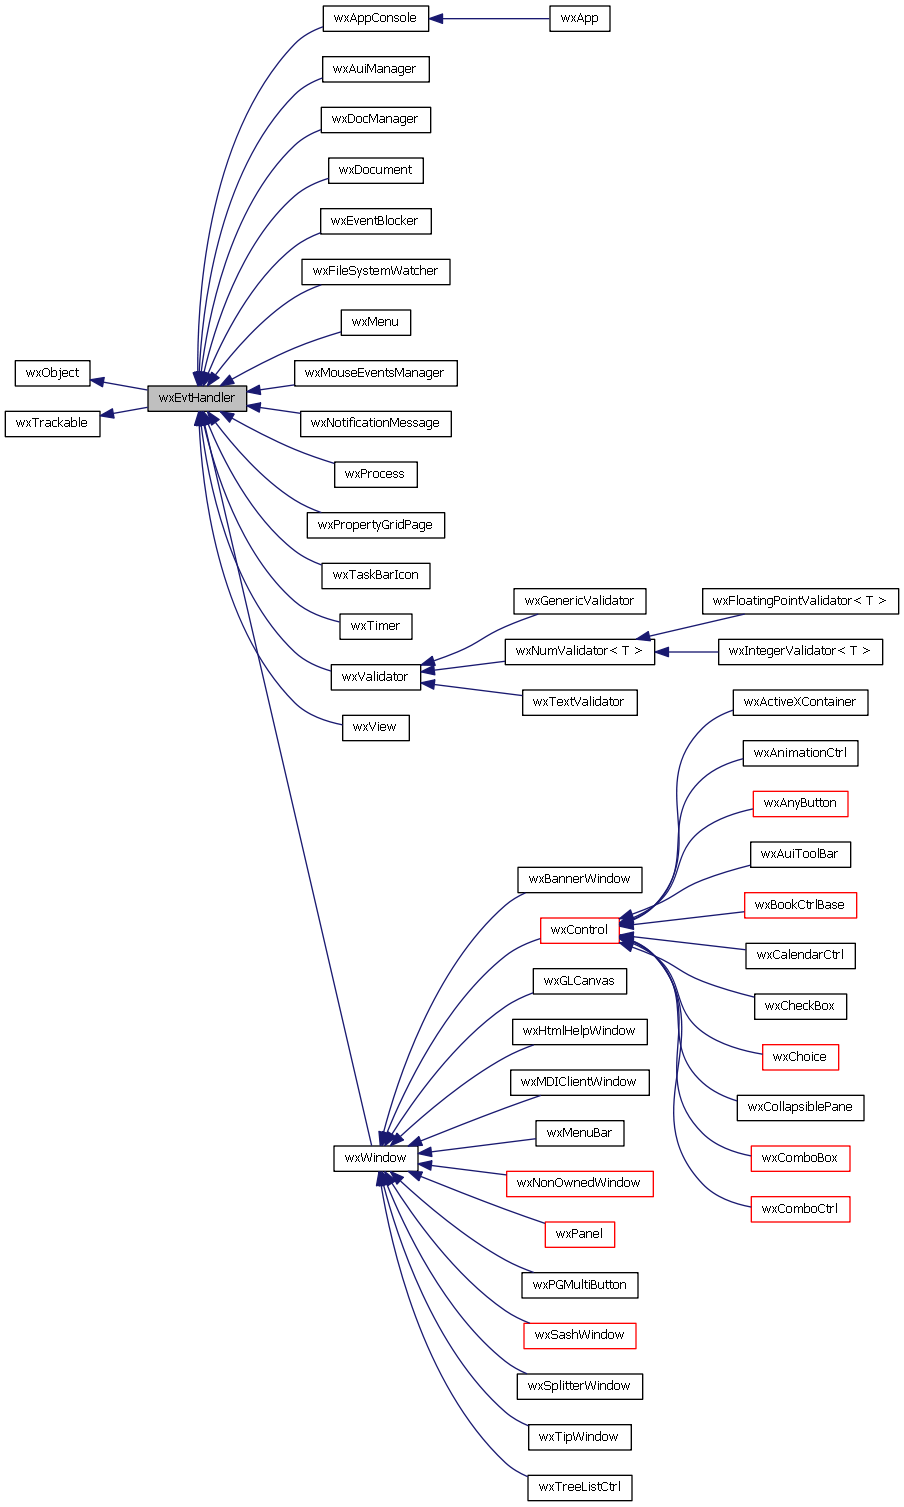 wxAppConsole
wxApp
wxAuiManager
wxDocManager
wxDocument
wxEventBlocker
wxFileSystemWatcher
wxMenu
wxObject
wxMouseEventsManager
wxEvtHandler
wxTrackable
wxNotificationMessage
wxProcess
wxPropertyGridPage
wxTaskBarIcon
wxGenericValidator
wxFloatingPointValidator< T >
wxTimer
wxNumValidator< T >
wxIntegerValidator< T >
wxValidator
wxTextValidator
wxActiveXContainer
wxView
wxAnimationCtrl
wxAnyButton
wxAuiToolBar
wxBannerWindow
wxBookCtrlBase
wxControl
wxCalendarCtrl
wxGLCanvas
wxCheckBox
wxHtmlHelpWindow
wxChoice
wxMDIClientWindow
wxCollapsiblePane
wxMenuBar
wxWindow
wxComboBox
wxNonOwnedWindow
wxComboCtrl
wxPanel
wxPGMultiButton
wxSashWindow
wxSplitterWindow
wxTipWindow
wxTreeListCtrl